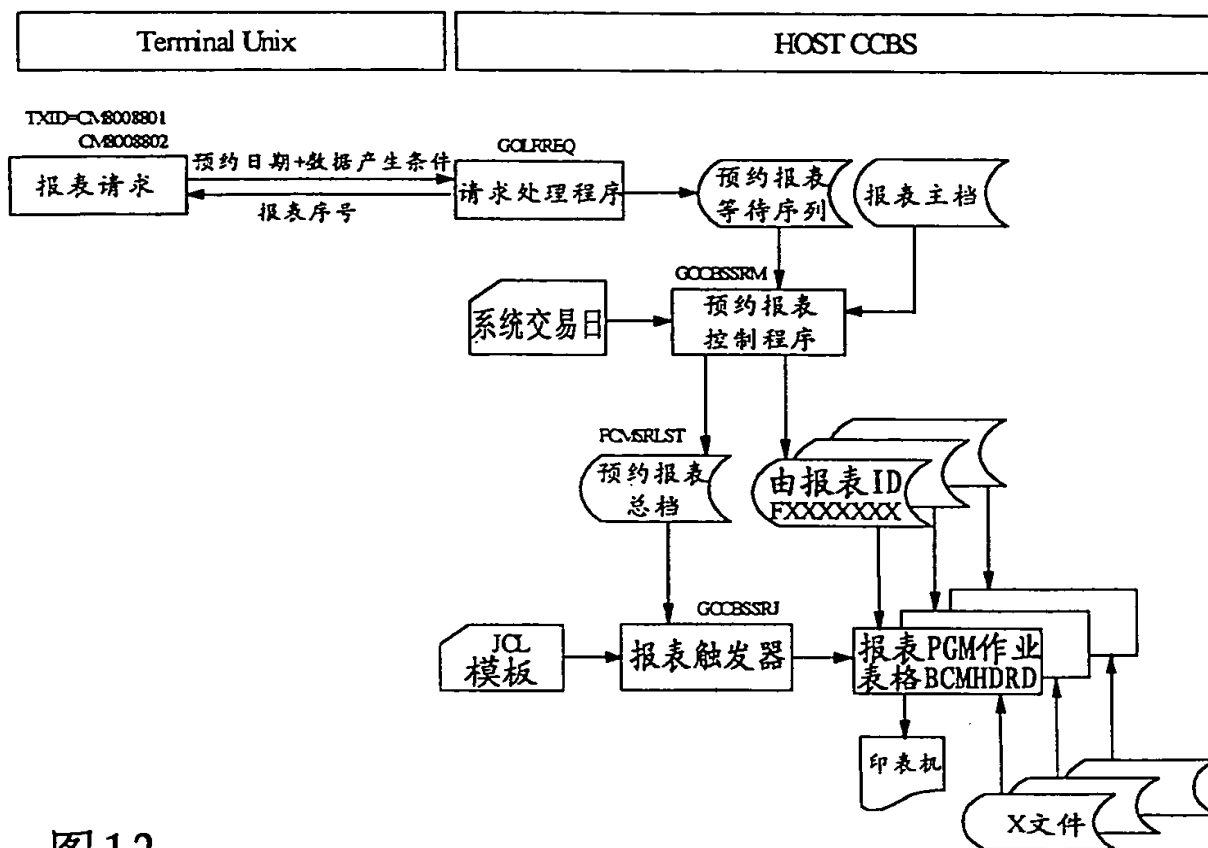 Terminal Unix
HOST CCBS
TXID=CM8008801
CM8008802
报表请求
预约日期+数据产生条件
报表序号
GOLRREQ
请求处理程序
预约报表
等待序列
报表主档
GCCBSSRM
系统交易日
预约报表
控制程序
FCMSRLST
预约报表
总档
由报表ID
FXXXXXXX
GCCBSSRJ
JCL
模板
报表触发器
报表PGM作业
表格BCMHDRD
印表机
X文件
图12